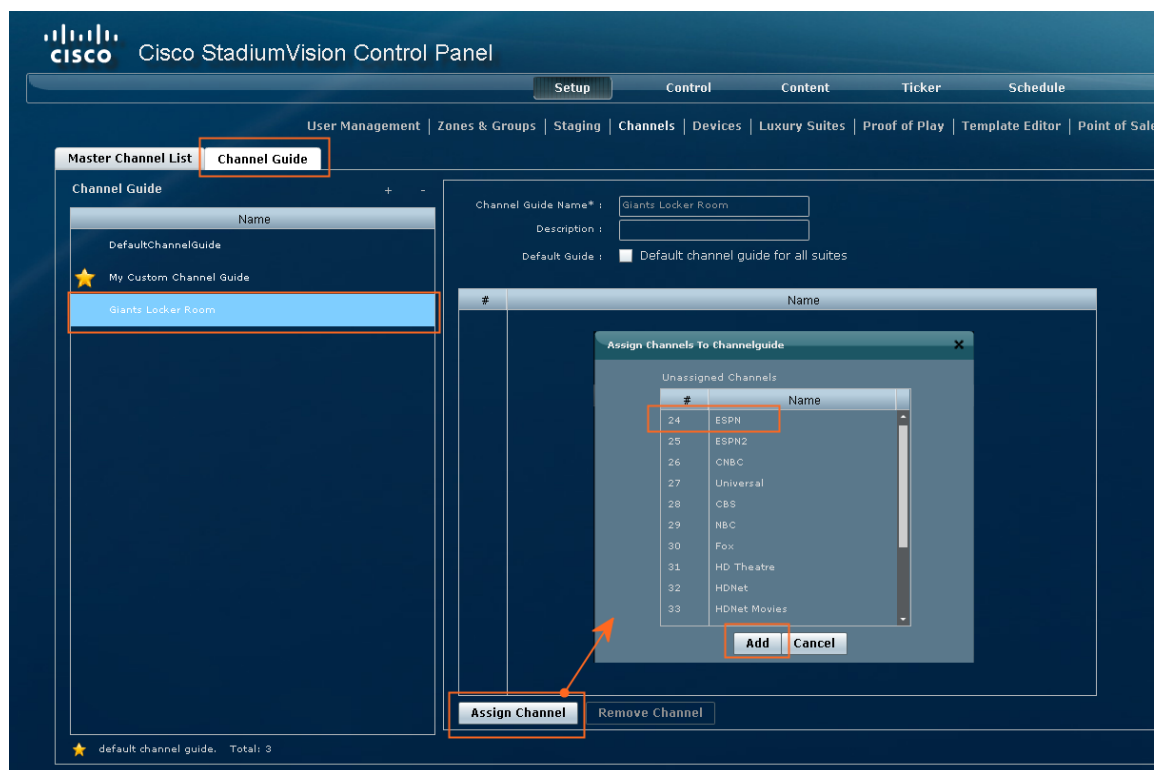 CISCO Cisco StadiumVision Control Panel
Setup Control Content Ticker Schedule
User Management | Zones & Groups | Staging | Channels | Devices | Luxury Suites | Proof of Play | Template Editor | Point of Sale
Master Channel List Channel Guide
Channel Guide + -
Name
DefaultChannelGuide
My Custom Channel Guide
Giants Locker Room
Channel Guide Name* : Giants Locker Room
Description :
Default Guide : Default channel guide for all suites
# Name
Assign Channels To Channelguide x
Unassigned Channels
# Name
24 ESPN
25 ESPN2
26 CNBC
27 Universal
28 CBS
29 NBC
30 Fox
31 HD Theatre
32 HDNet
33 HDNet Movies
Add Cancel
Assign Channel Remove Channel
default channel guide. Total: 3